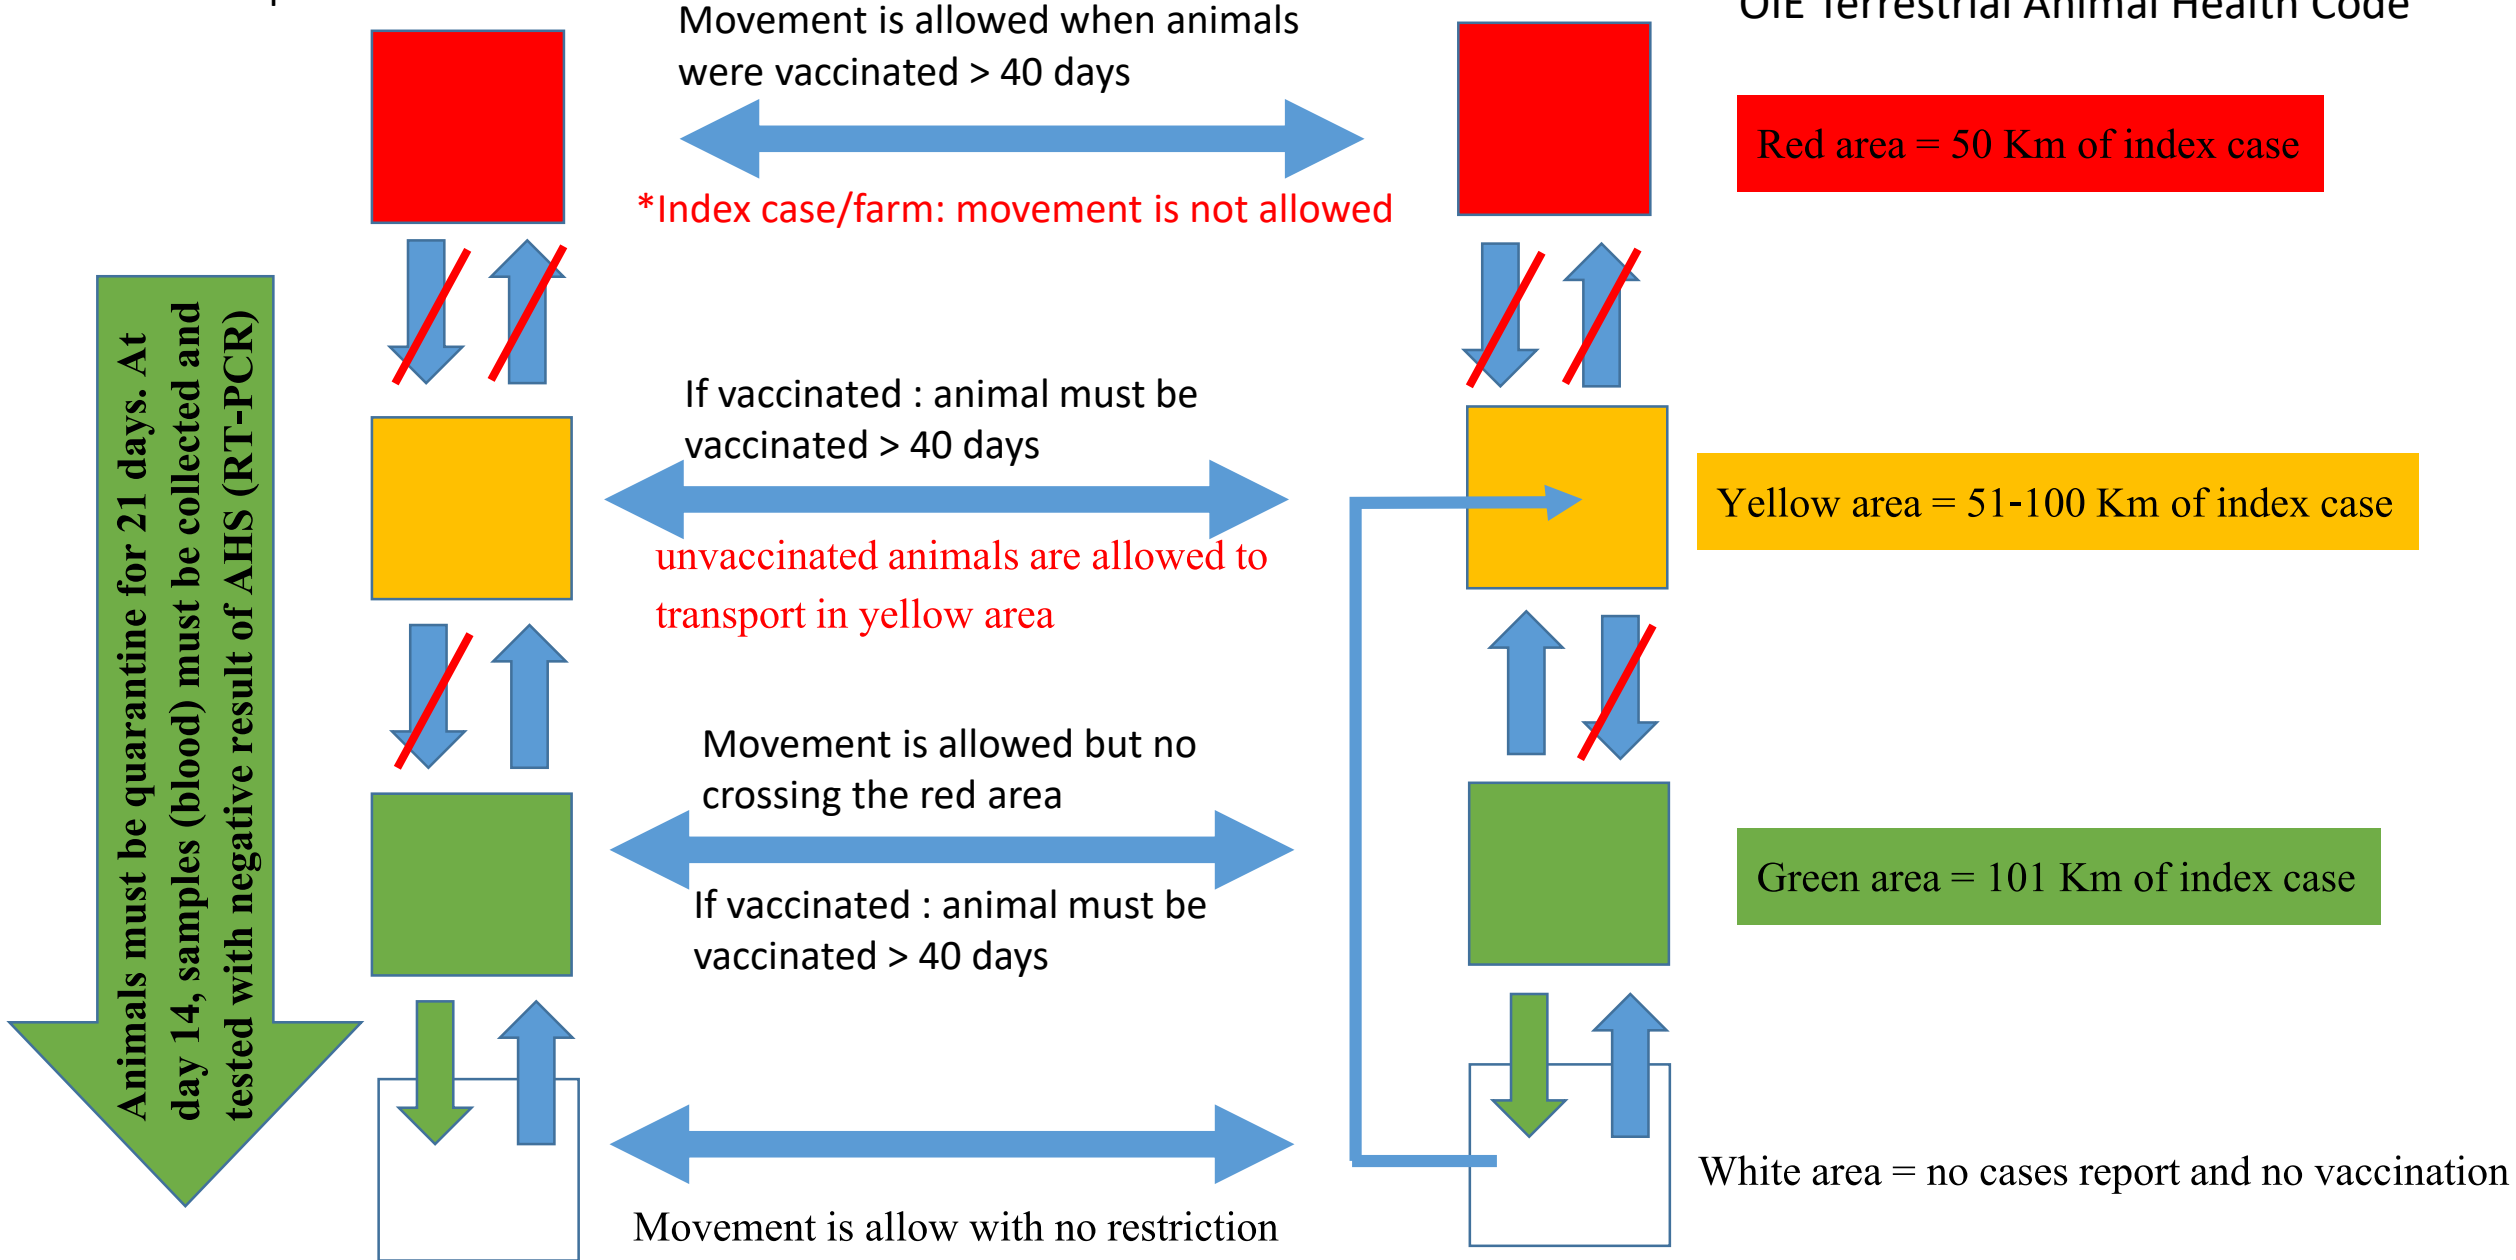 OIE Terrestrial Animal Health Code
Movement is allowed when animals
were vaccinated > 40 days
Red area = 50 Km of index case
*Index case/farm: movement is not allowed
Animals must be quarantine for 21 days. At
day 14, samples (blood) must be collected and
tested with negative result of AHS (RT-PCR)
If vaccinated : animal must be
vaccinated > 40 days
Yellow area = 51-100 Km of index case
unvaccinated animals are allowed to
transport in yellow area
Movement is allowed but no
crossing the red area
Green area = 101 Km of index case
If vaccinated : animal must be
vaccinated > 40 days
White area = no cases report and no vaccination
Movement is allow with no restriction